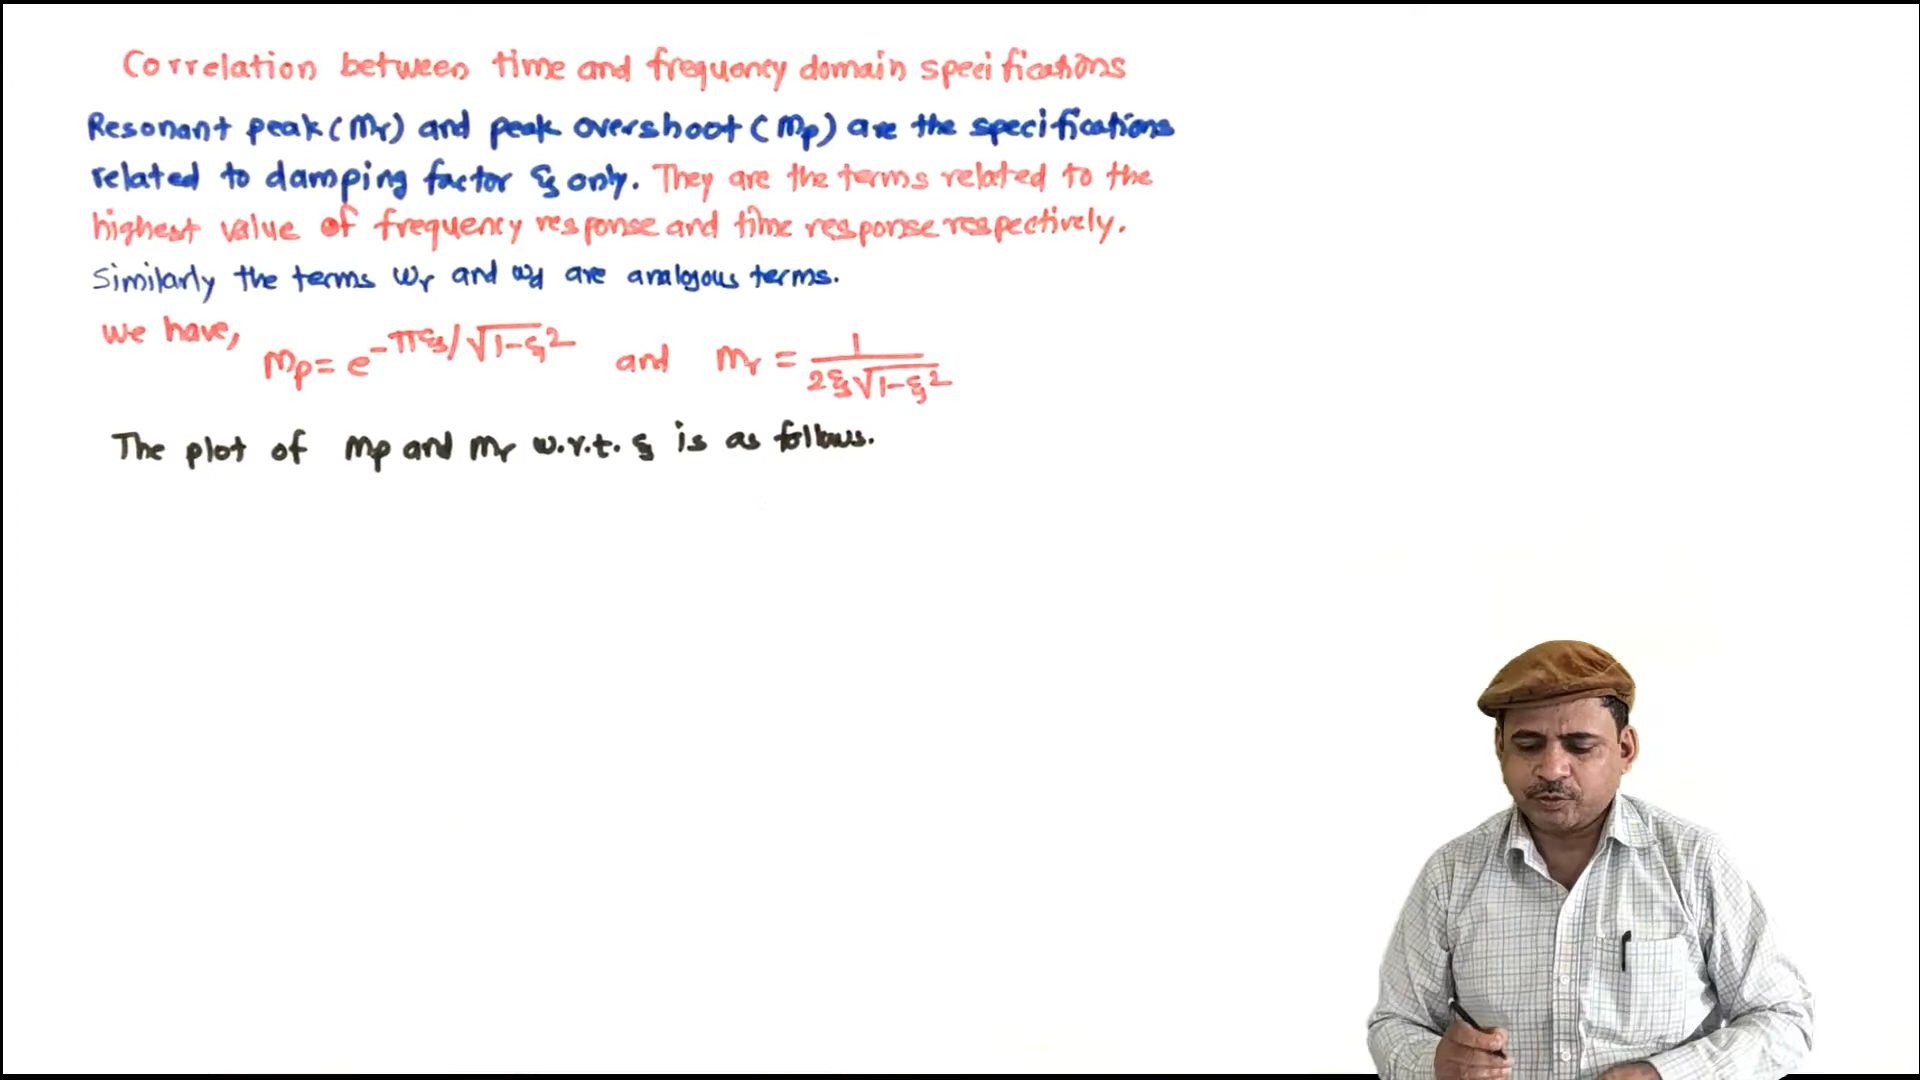 Correlation between time and frequency domain specifications
Resonant peak (Mr) and peak overshoot (Mp) are the specifications
related to damping factor ξ only. They are the terms related to the
highest value of frequency response and time response respectively.
Similarly the terms ωr and ωd are analogous terms.
We have,
Mp = e^-πξ/√1-ξ² and Mr = 1/2ξ√1-ξ²
The plot of Mp and Mr w.r.t. ξ is as follows.